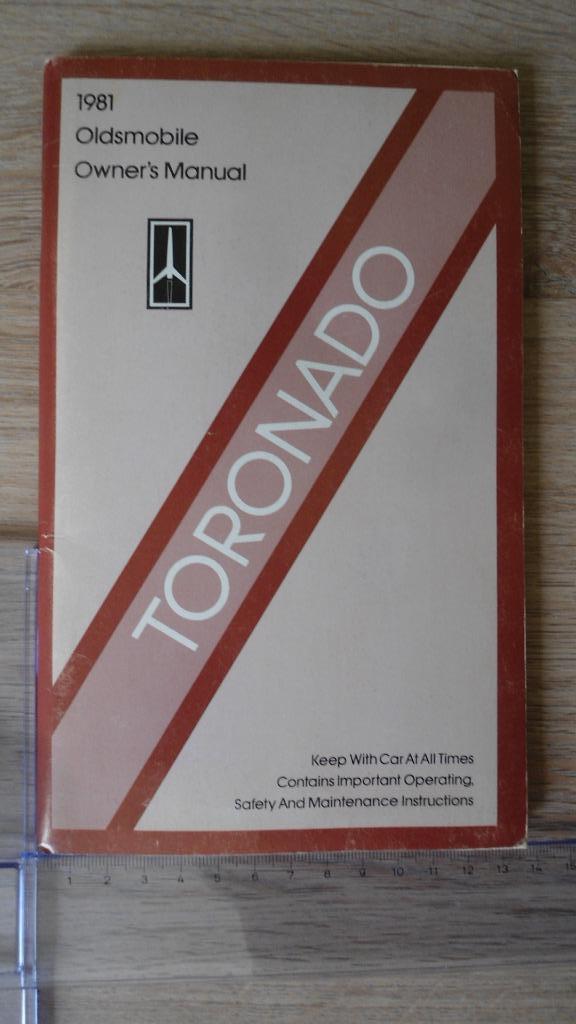 1981
Oldsmobile
Owner's Manual
TORONADO
Keep With Car At All Times
Contains Important Operating,
Safety And Maintenance Instructions
1 2 3 4 5 6 7 8 9 10 11 12 13 14 15